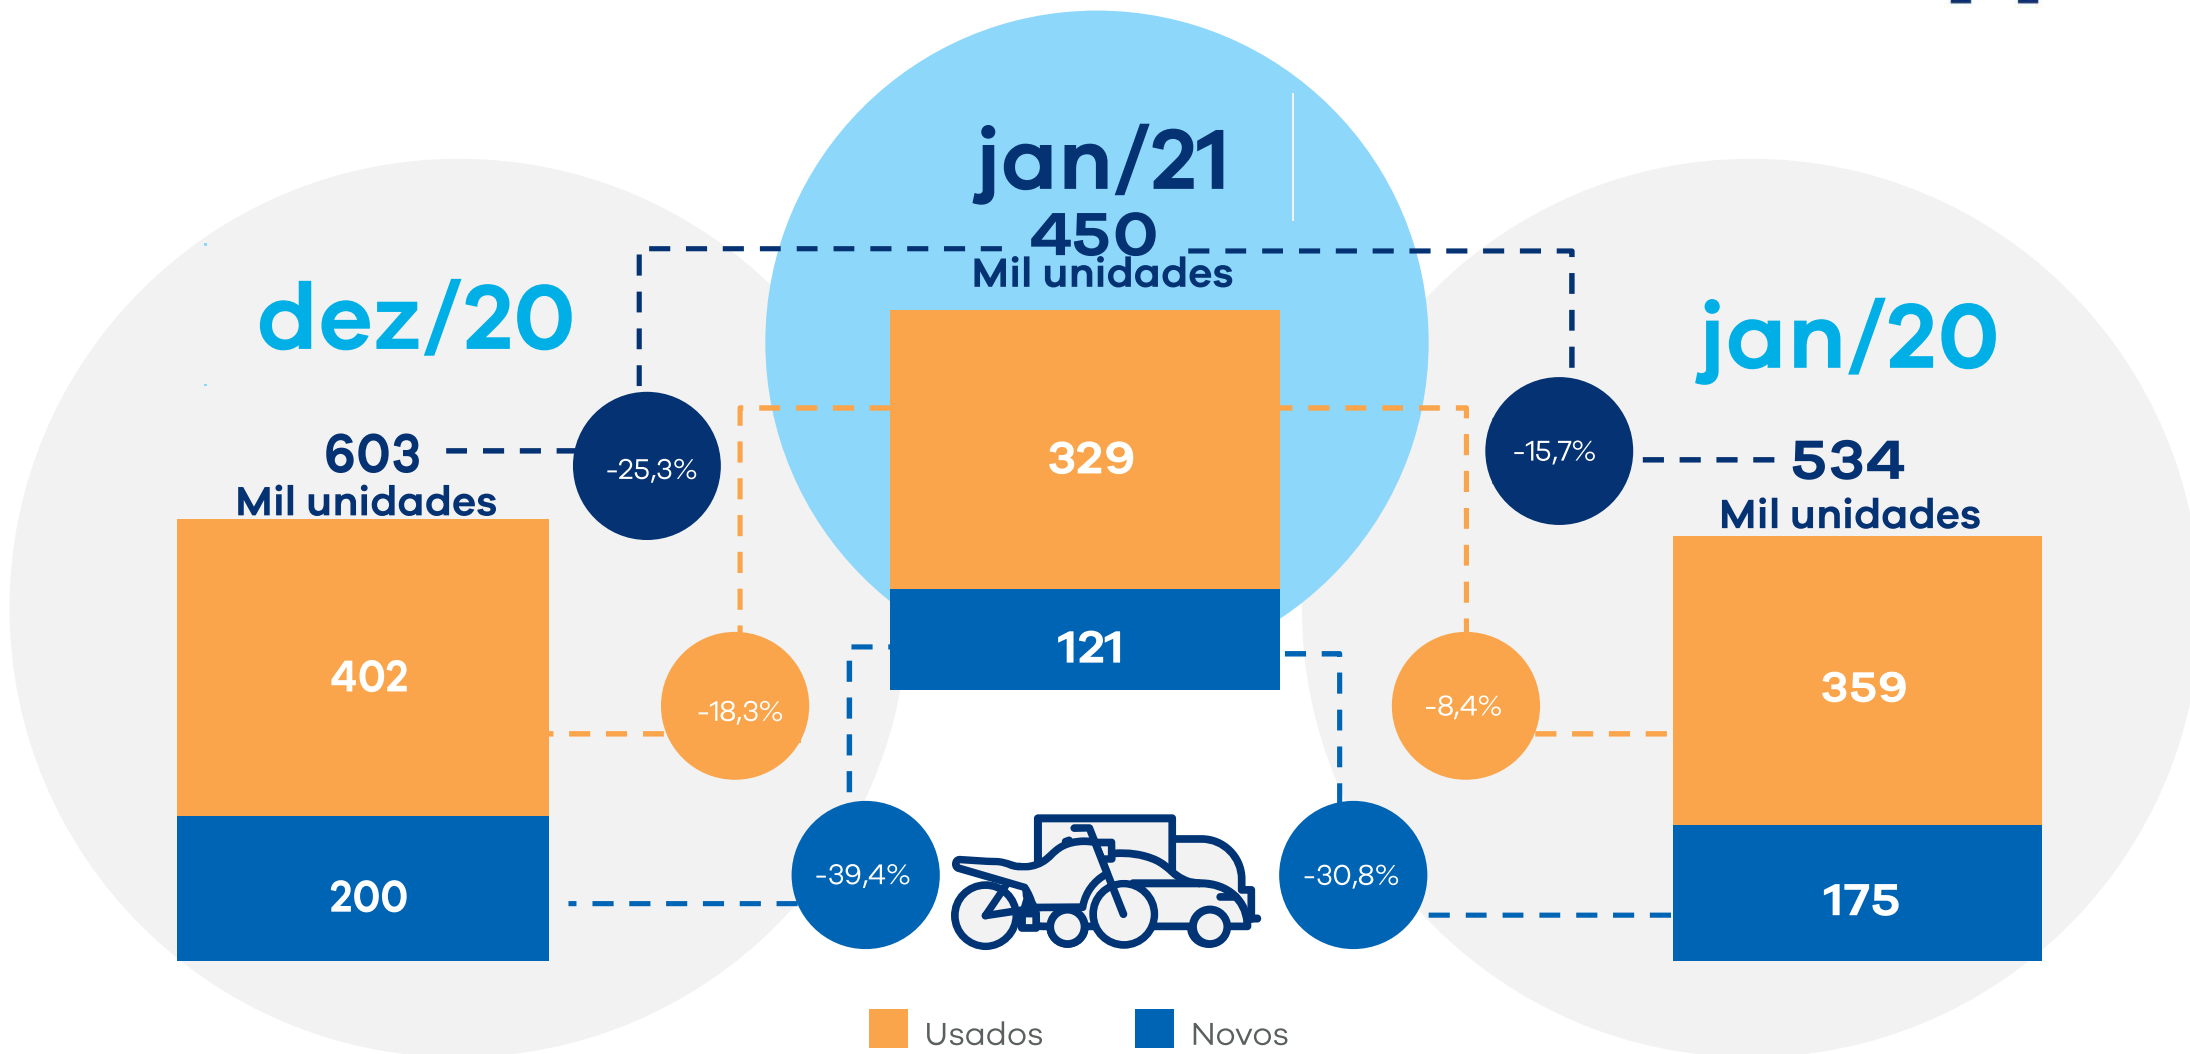 jan/21
450
Mil unidades
dez/20
603
Mil unidades
jan/20
534
Mil unidades
-25,3%
-15,7%
329
121
402
200
359
175
-18,3%
-8,4%
-39,4%
-30,8%
Usados
Novos